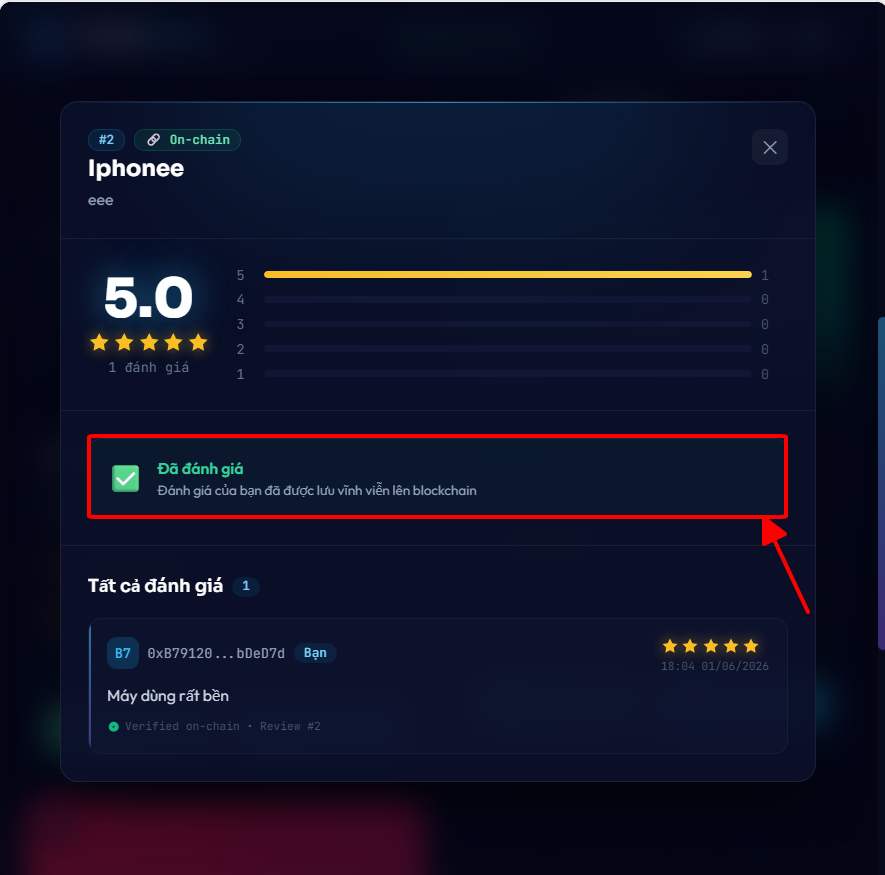 #2 🔗 On-chain
Iphonee
eee
5.0
1 đánh giá
5 1
4 0
3 0
2 0
1 0
Đã đánh giá
Đánh giá của bạn đã được lưu vĩnh viễn lên blockchain
Tất cả đánh giá 1
B7 0xB79120...bDeD7d Bạn
18:04 01/06/2026
Máy dùng rất bền
Verified on-chain • Review #2